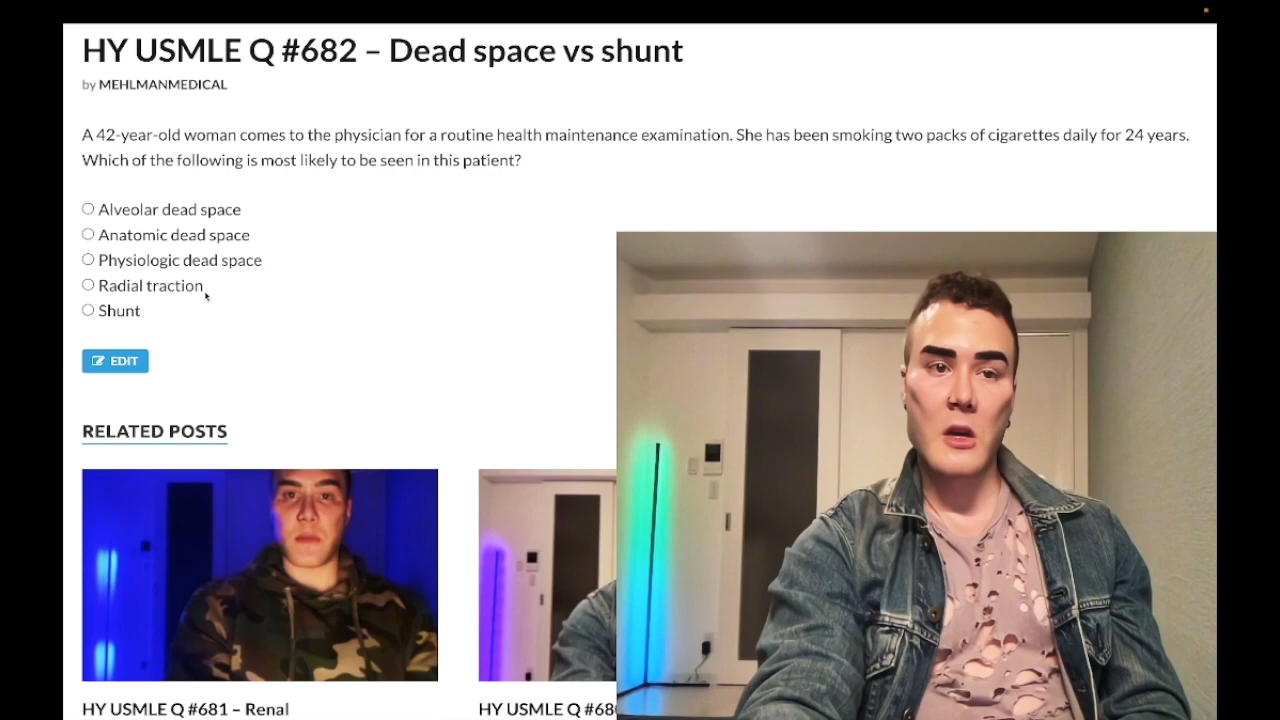 HY USMLE Q #682 – Dead space vs shunt
by MEHLMANMEDICAL
A 42-year-old woman comes to the physician for a routine health maintenance examination. She has been smoking two packs of cigarettes daily for 24 years.
Which of the following is most likely to be seen in this patient?
Alveolar dead space
Anatomic dead space
Physiologic dead space
Radial traction
Shunt
EDIT
RELATED POSTS
HY USMLE Q #681 – Renal
HY USMLE Q #68